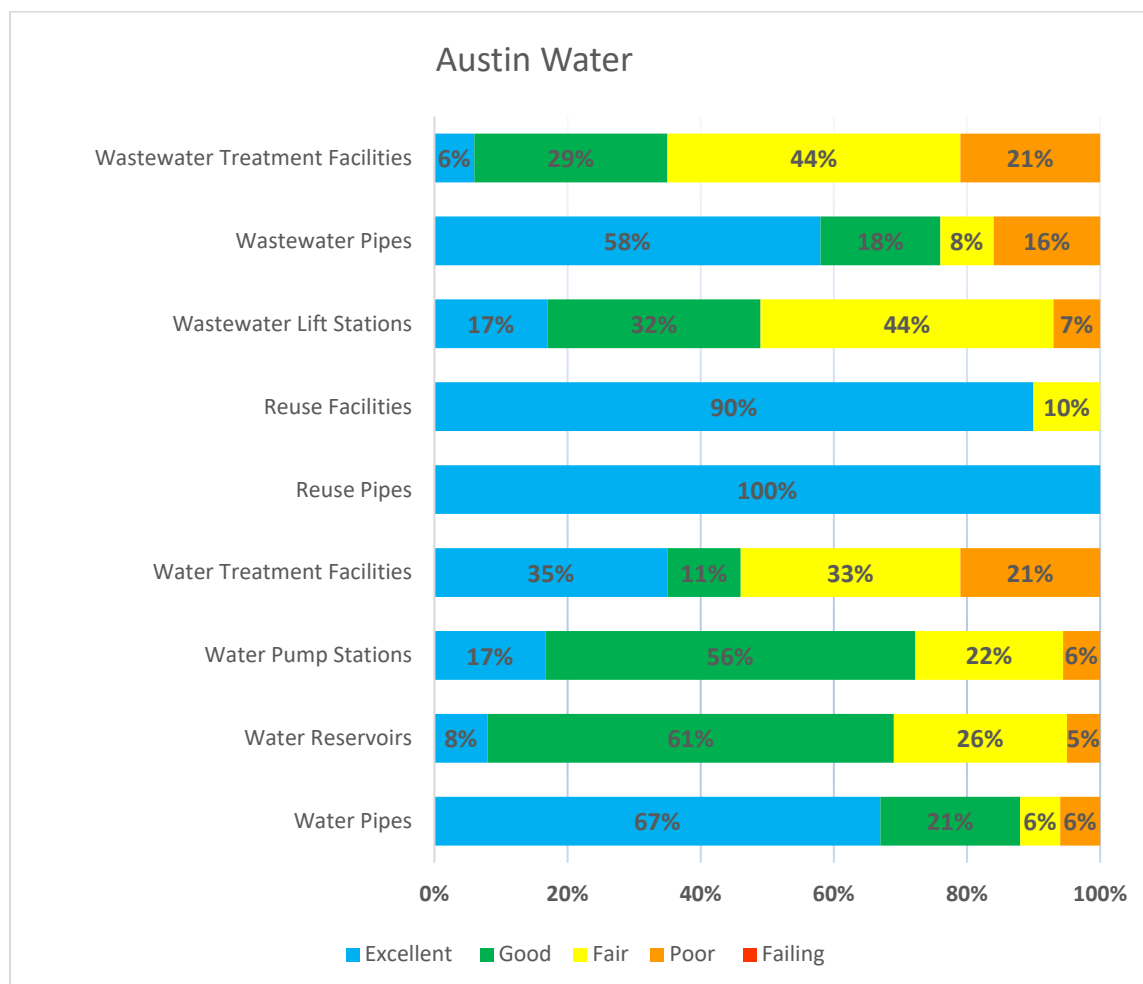 Austin Water
Wastewater Treatment Facilities 6% 29% 44% 21%
Wastewater Pipes 58% 18% 8% 16%
Wastewater Lift Stations 17% 32% 44% 7%
Reuse Facilities 90% 10%
Reuse Pipes 100%
Water Treatment Facilities 35% 11% 33% 21%
Water Pump Stations 17% 56% 22% 6%
Water Reservoirs 8% 61% 26% 5%
Water Pipes 67% 21% 6% 6%
0% 20% 40% 60% 80% 100%
Excellent Good Fair Poor Failing